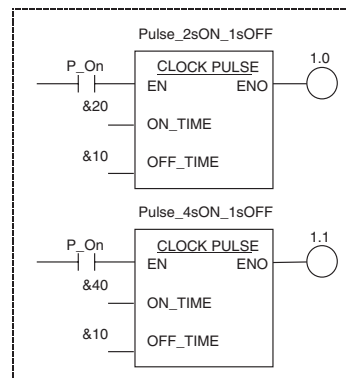 Pulse_2sON_1sOFF
P_On
CLOCK PULSE
1.0
EN ENO
&20
ON_TIME
&10
OFF_TIME
Pulse_4sON_1sOFF
P_On
CLOCK PULSE
1.1
EN ENO
&40
ON_TIME
&10
OFF_TIME